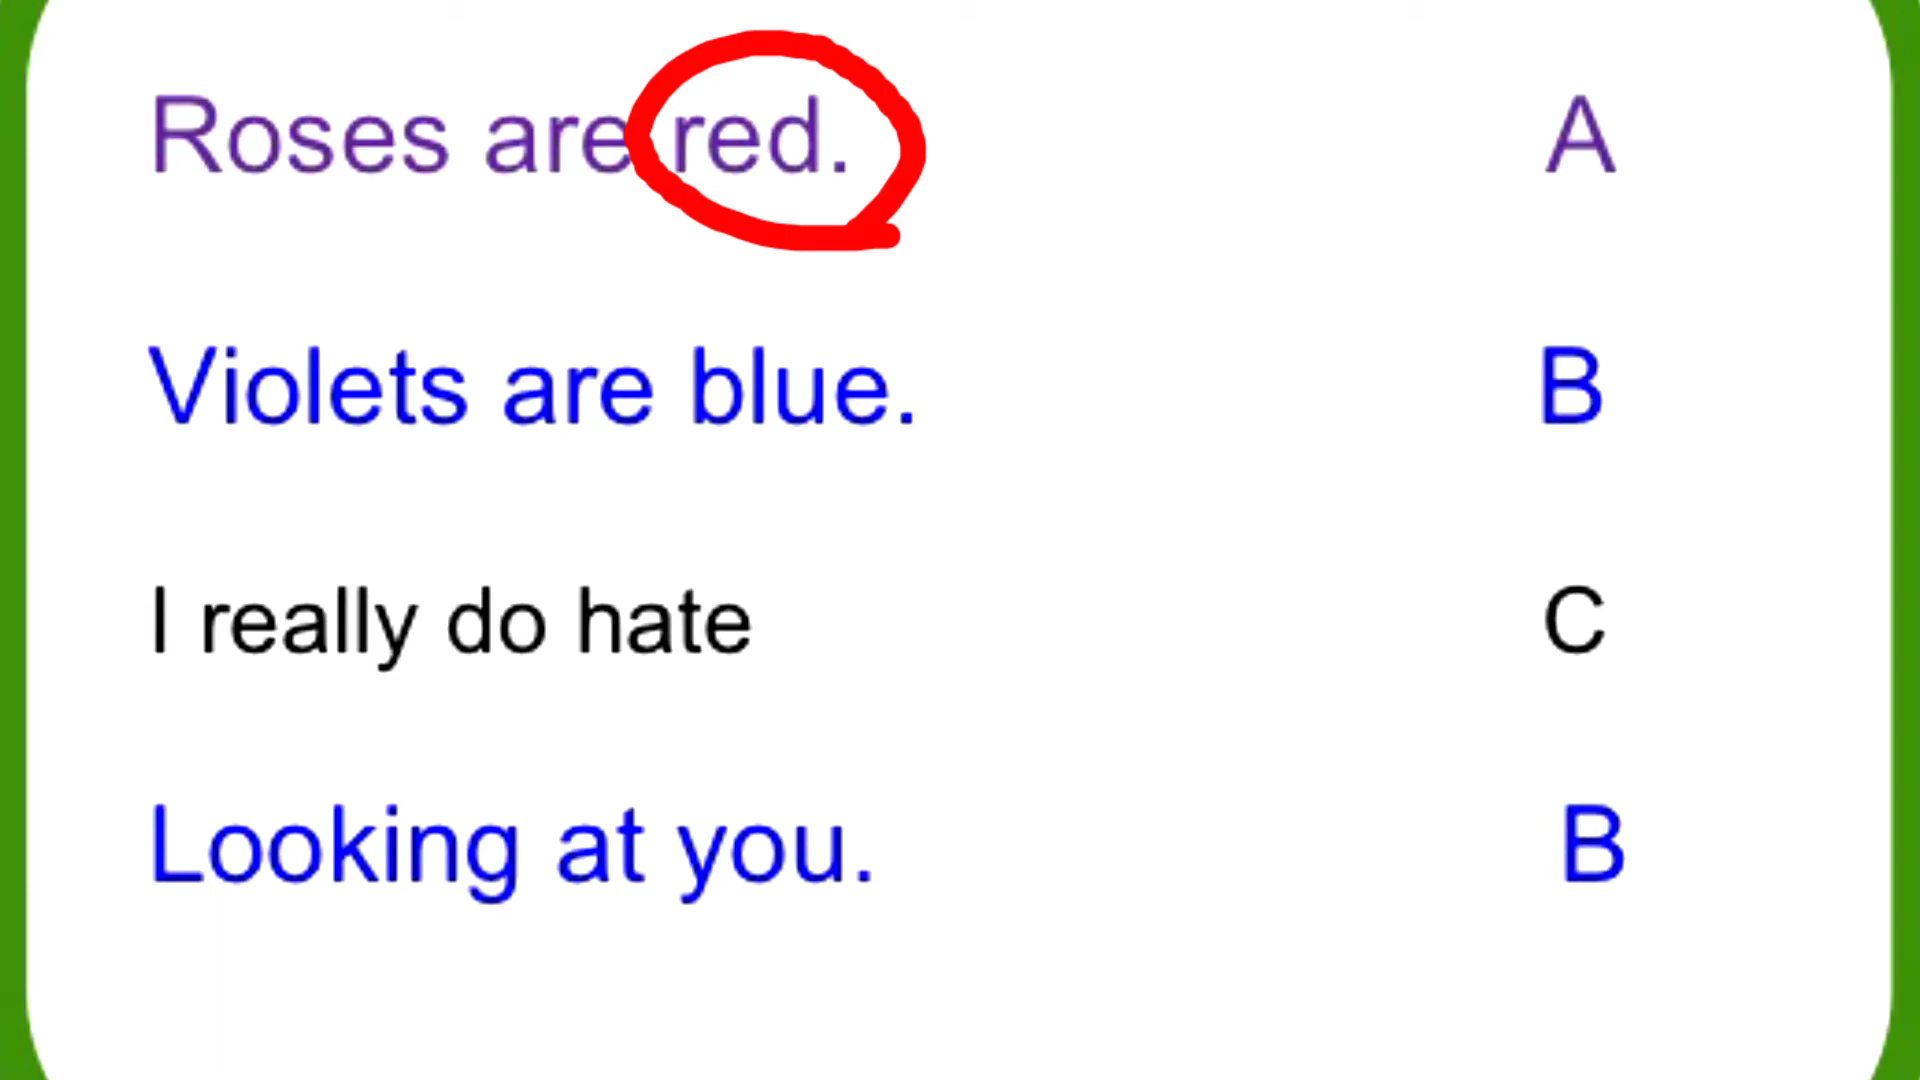 Roses are red. A
Violets are blue. B
I really do hate C
Looking at you. B